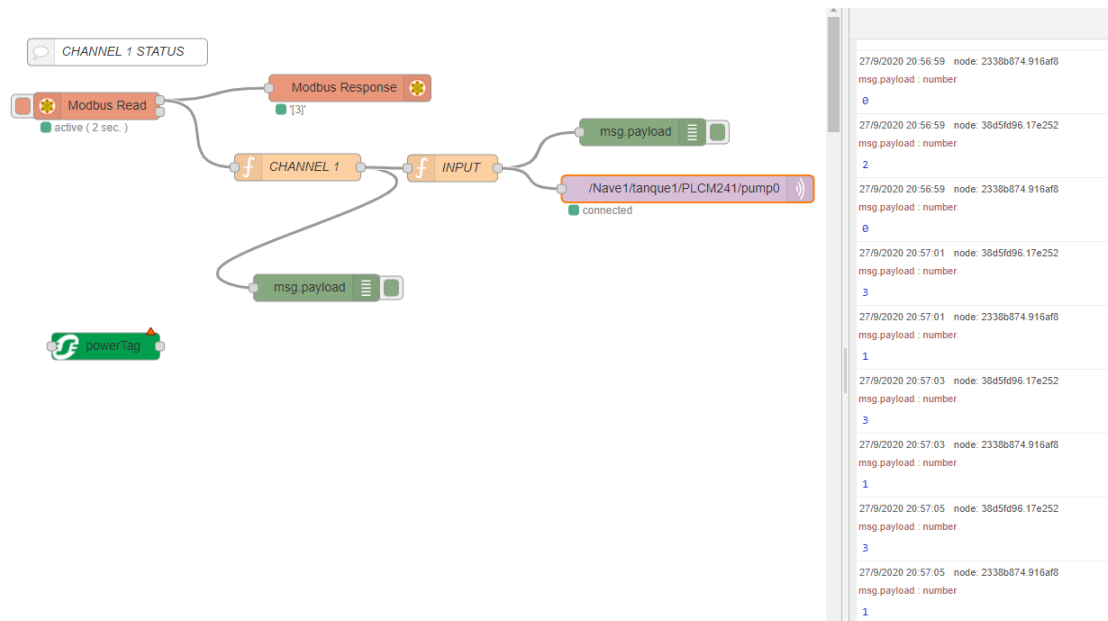 CHANNEL 1 STATUS
Modbus Read
active ( 2 sec. )
Modbus Response
'[3]'
CHANNEL 1
INPUT
msg.payload
/Nave1/tanque1/PLCM241/pump0
connected
msg.payload
powerTag
27/9/2020 20:56:59 node: 2338b874.916af8
msg.payload : number
0
27/9/2020 20:56:59 node: 38d5fd96.17e252
msg.payload : number
2
27/9/2020 20:56:59 node: 2338b874.916af8
msg.payload : number
0
27/9/2020 20:57:01 node: 38d5fd96.17e252
msg.payload : number
3
27/9/2020 20:57:01 node: 2338b874.916af8
msg.payload : number
1
27/9/2020 20:57:03 node: 38d5fd96.17e252
msg.payload : number
3
27/9/2020 20:57:03 node: 2338b874.916af8
msg.payload : number
1
27/9/2020 20:57:05 node: 38d5fd96.17e252
msg.payload : number
3
27/9/2020 20:57:05 node: 2338b874.916af8
msg.payload : number
1